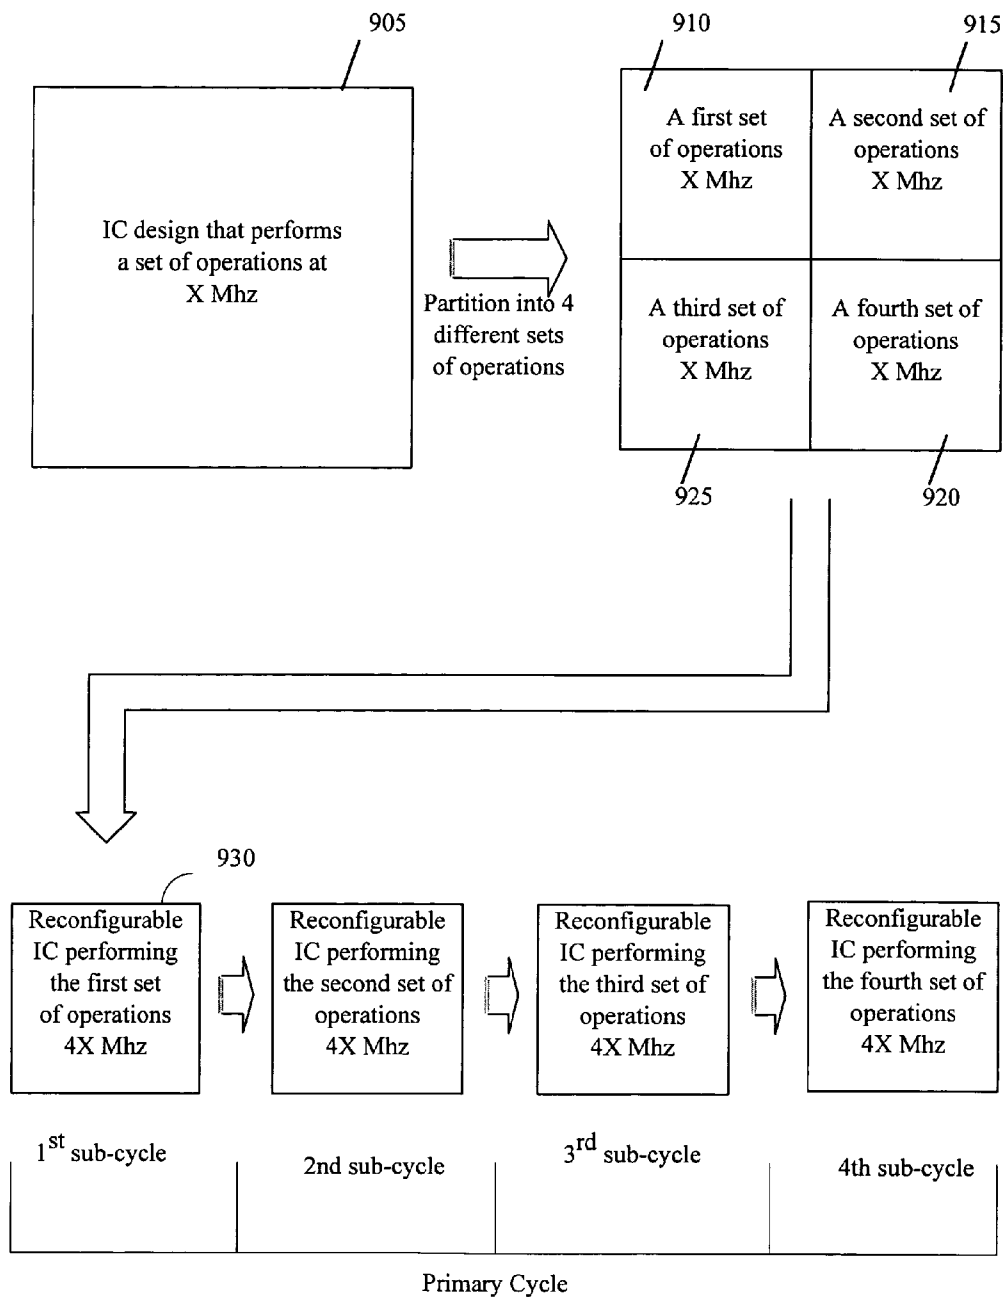 905
910
915
IC design that performs
a set of operations at
X Mhz
Partition into 4
different sets
of operations
A first set
of operations
X Mhz
A second set of
operations
X Mhz
A third set of
operations
X Mhz
A fourth set of
operations
X Mhz
925
920
930
Reconfigurable
IC performing
the first set
of operations
4X Mhz
Reconfigurable
IC performing
the second set of
operations
4X Mhz
Reconfigurable
IC performing
the third set of
operations
4X Mhz
Reconfigurable
IC performing
the fourth set of
operations
4X Mhz
1st sub-cycle
2nd sub-cycle
3rd sub-cycle
4th sub-cycle
Primary Cycle